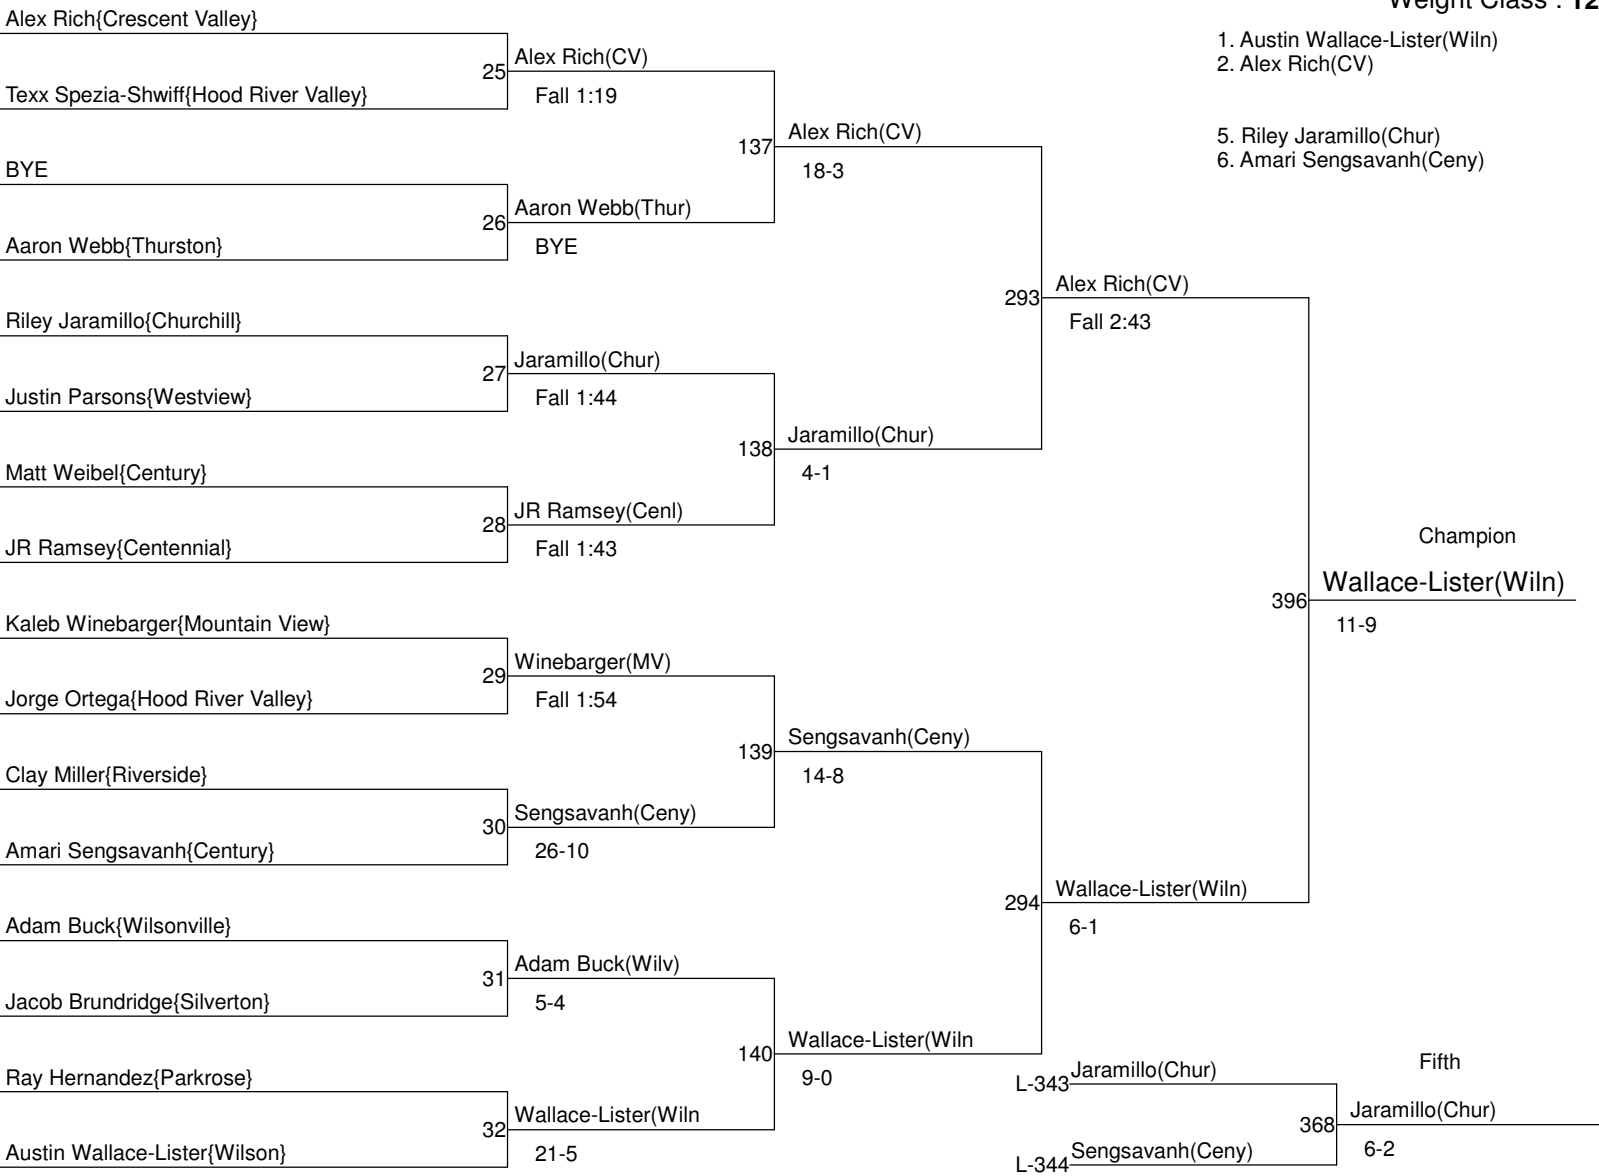 Weight Class : 12
1. Austin Wallace-Lister(Wiln)
2. Alex Rich(CV)
5. Riley Jaramillo(Chur)
6. Amari Sengsavanh(Ceny)
Alex Rich{Crescent Valley}
25
Alex Rich(CV)
Fall 1:19
Texx Spezia-Shwiff{Hood River Valley}
137
Alex Rich(CV)
18-3
BYE
26
Aaron Webb(Thur)
BYE
Aaron Webb{Thurston}
293
Alex Rich(CV)
Fall 2:43
Riley Jaramillo{Churchill}
27
Jaramillo(Chur)
Fall 1:44
Justin Parsons{Westview}
138
Jaramillo(Chur)
4-1
Matt Weibel{Century}
28
JR Ramsey(Cenl)
Fall 1:43
JR Ramsey{Centennial}
Champion
396
Wallace-Lister(Wiln)
11-9
Kaleb Winebarger{Mountain View}
29
Winebarger(MV)
Fall 1:54
Jorge Ortega{Hood River Valley}
139
Sengsavanh(Ceny)
14-8
Clay Miller{Riverside}
30
Sengsavanh(Ceny)
26-10
Amari Sengsavanh{Century}
294
Wallace-Lister(Wiln)
6-1
Adam Buck{Wilsonville}
31
Adam Buck(Wilv)
5-4
Jacob Brundridge{Silverton}
140
Wallace-Lister(Wiln
9-0
Ray Hernandez{Parkrose}
32
Wallace-Lister(Wiln
21-5
Austin Wallace-Lister{Wilson}
Fifth
L-343
Jaramillo(Chur)
368
Jaramillo(Chur)
6-2
L-344
Sengsavanh(Ceny)